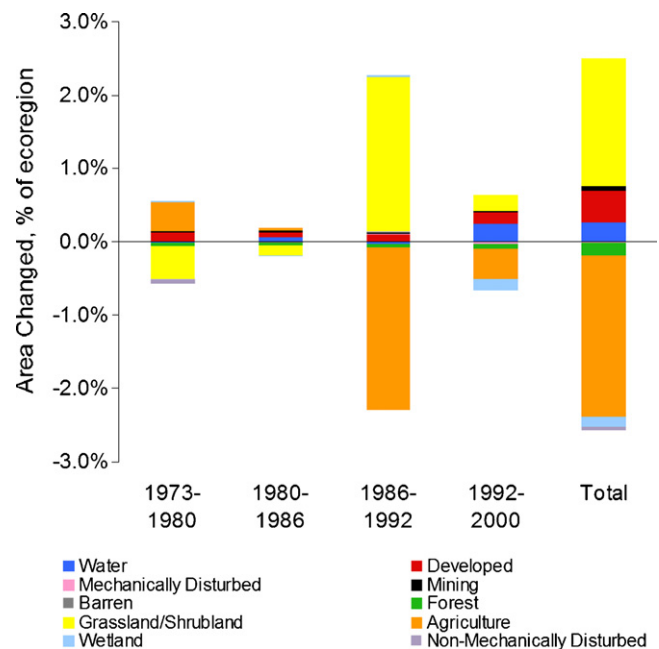 3.0%
2.0%
1.0%
0.0%
-1.0%
-2.0%
-3.0%
Area Changed, % of ecoregion
1973- 1980- 1986- 1992- Total
1980 1986 1992 2000
Water Developed
Mechanically Disturbed Mining
Barren Forest
Grassland/Shrubland Agriculture
Wetland Non-Mechanically Disturbed